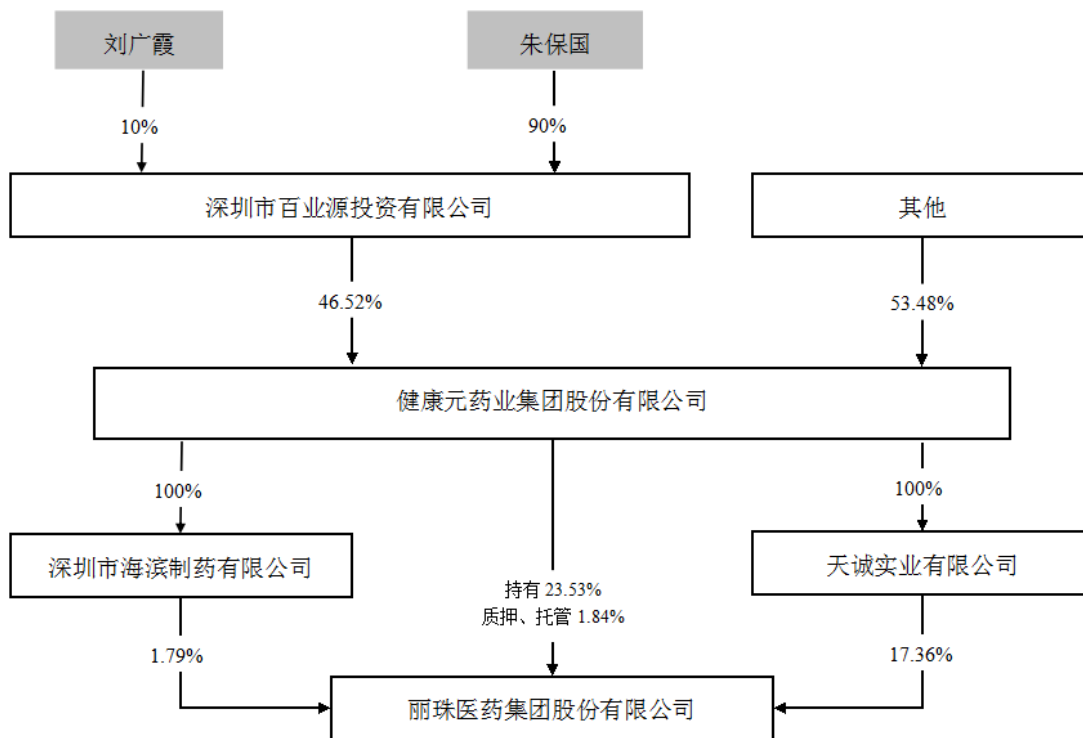 刘广霞
朱保国
10%
90%
深圳市百业源投资有限公司
其他
46.52%
53.48%
健康元药业集团股份有限公司
100%
100%
深圳市海滨制药有限公司
天诚实业有限公司
持有 23.53%
质押、托管 1.84%
1.79%
17.36%
丽珠医药集团股份有限公司